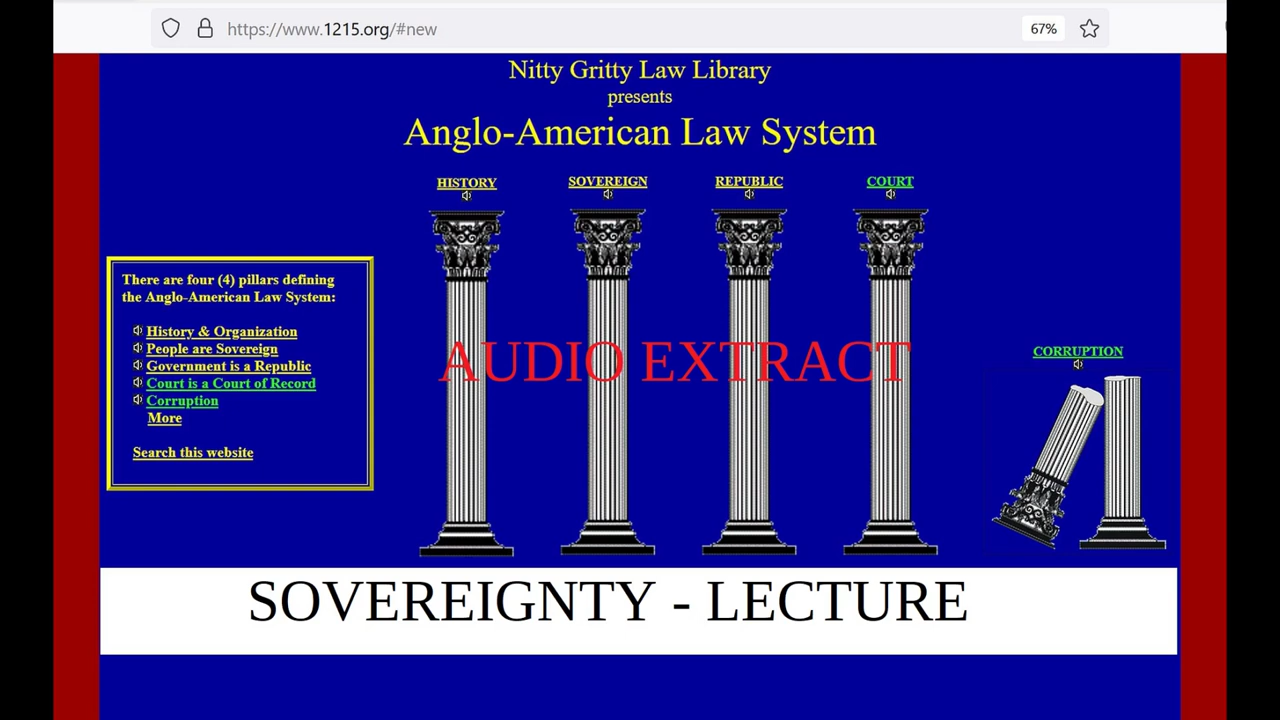 https://www.1215.org/#new
67%
Nitty Gritty Law Library
presents
Anglo-American Law System
HISTORY
SOVEREIGN
REPUBLIC
COURT
There are four (4) pillars defining
the Anglo-American Law System:
History & Organization
People are Sovereign
Government is a Republic
Court is a Court of Record
Corruption
More
Search this website
AUDIO EXTRACT
CORRUPTION
SOVEREIGNTY - LECTURE